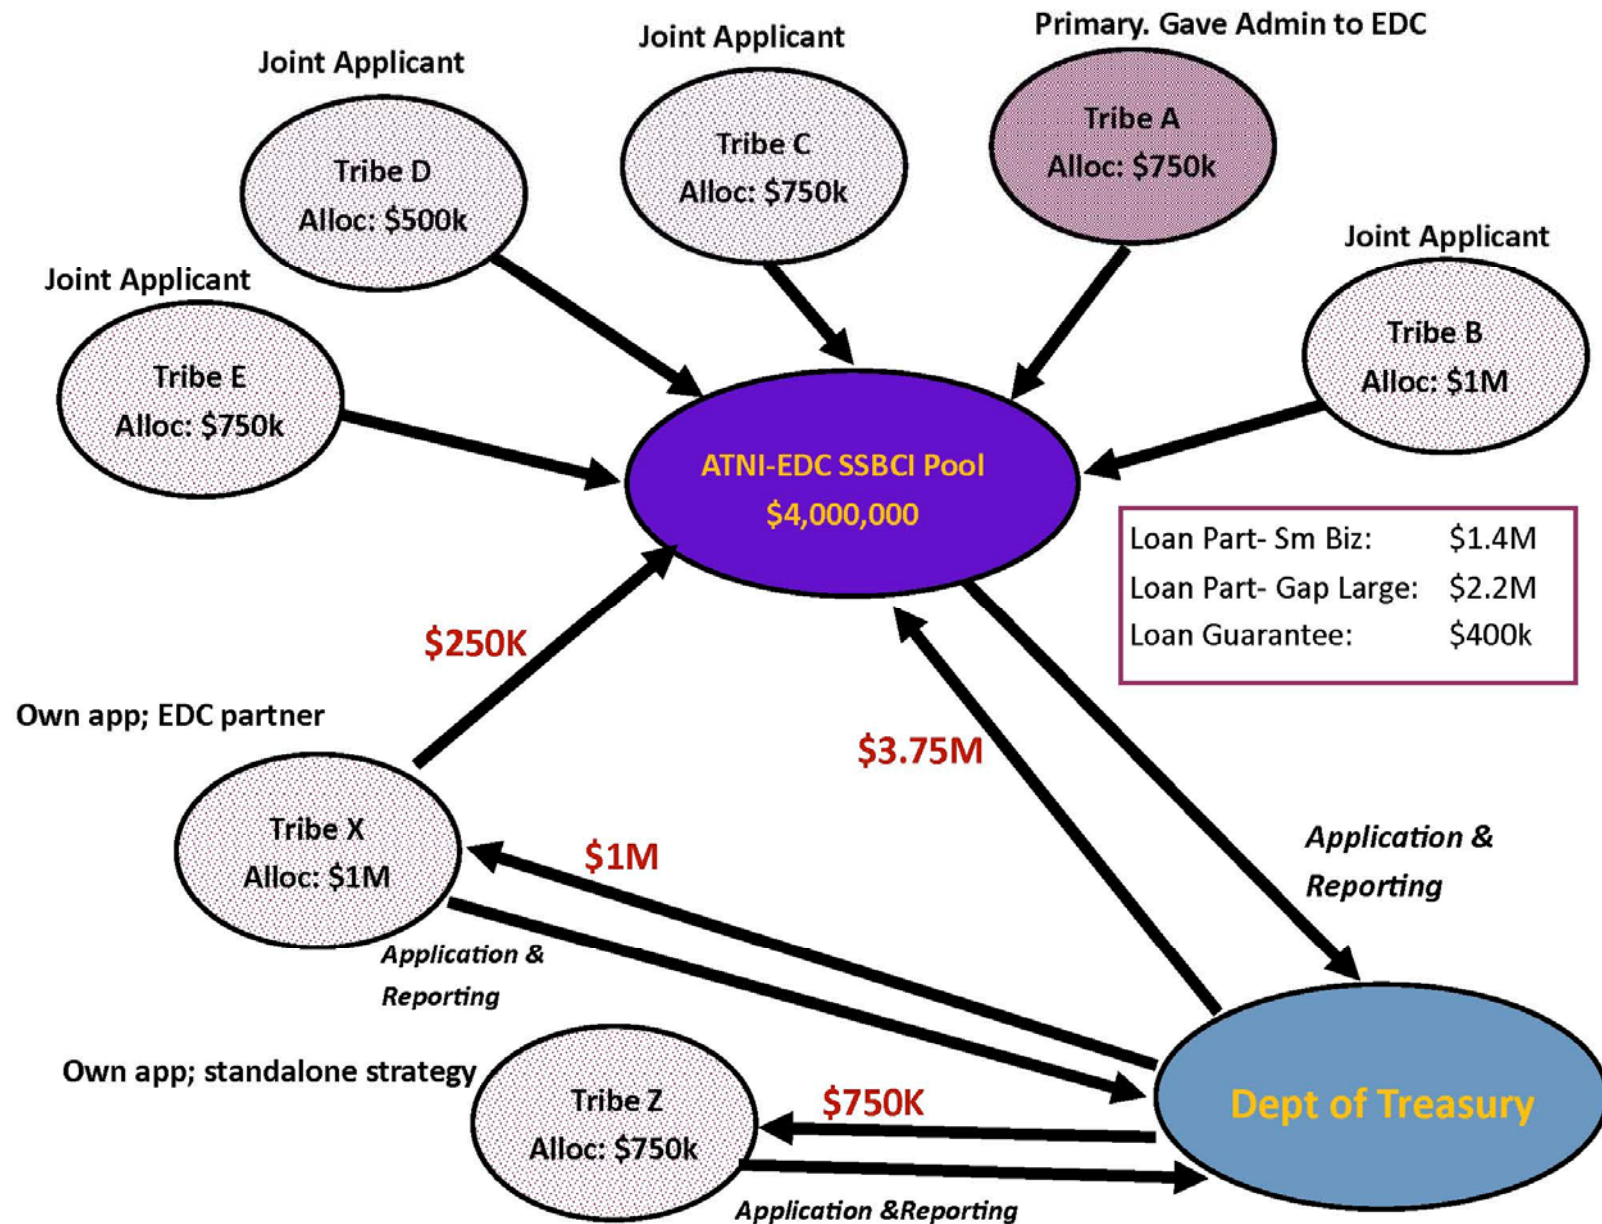 Primary. Gave Admin to EDC
Joint Applicant
Joint Applicant
Tribe A
Alloc: $750k
Tribe C
Alloc: $750k
Tribe D
Alloc: $500k
Joint Applicant
Joint Applicant
Tribe B
Alloc: $1M
Tribe E
Alloc: $750k
ATNI-EDC SSBCI Pool
$4,000,000
Loan Part- Sm Biz: $1.4M
Loan Part- Gap Large: $2.2M
Loan Guarantee: $400k
$250K
Own app; EDC partner
$3.75M
Tribe X
Alloc: $1M
$1M
Application &
Reporting
Application &
Reporting
Own app; standalone strategy
Tribe Z
Alloc: $750k
$750K
Dept of Treasury
Application &Reporting